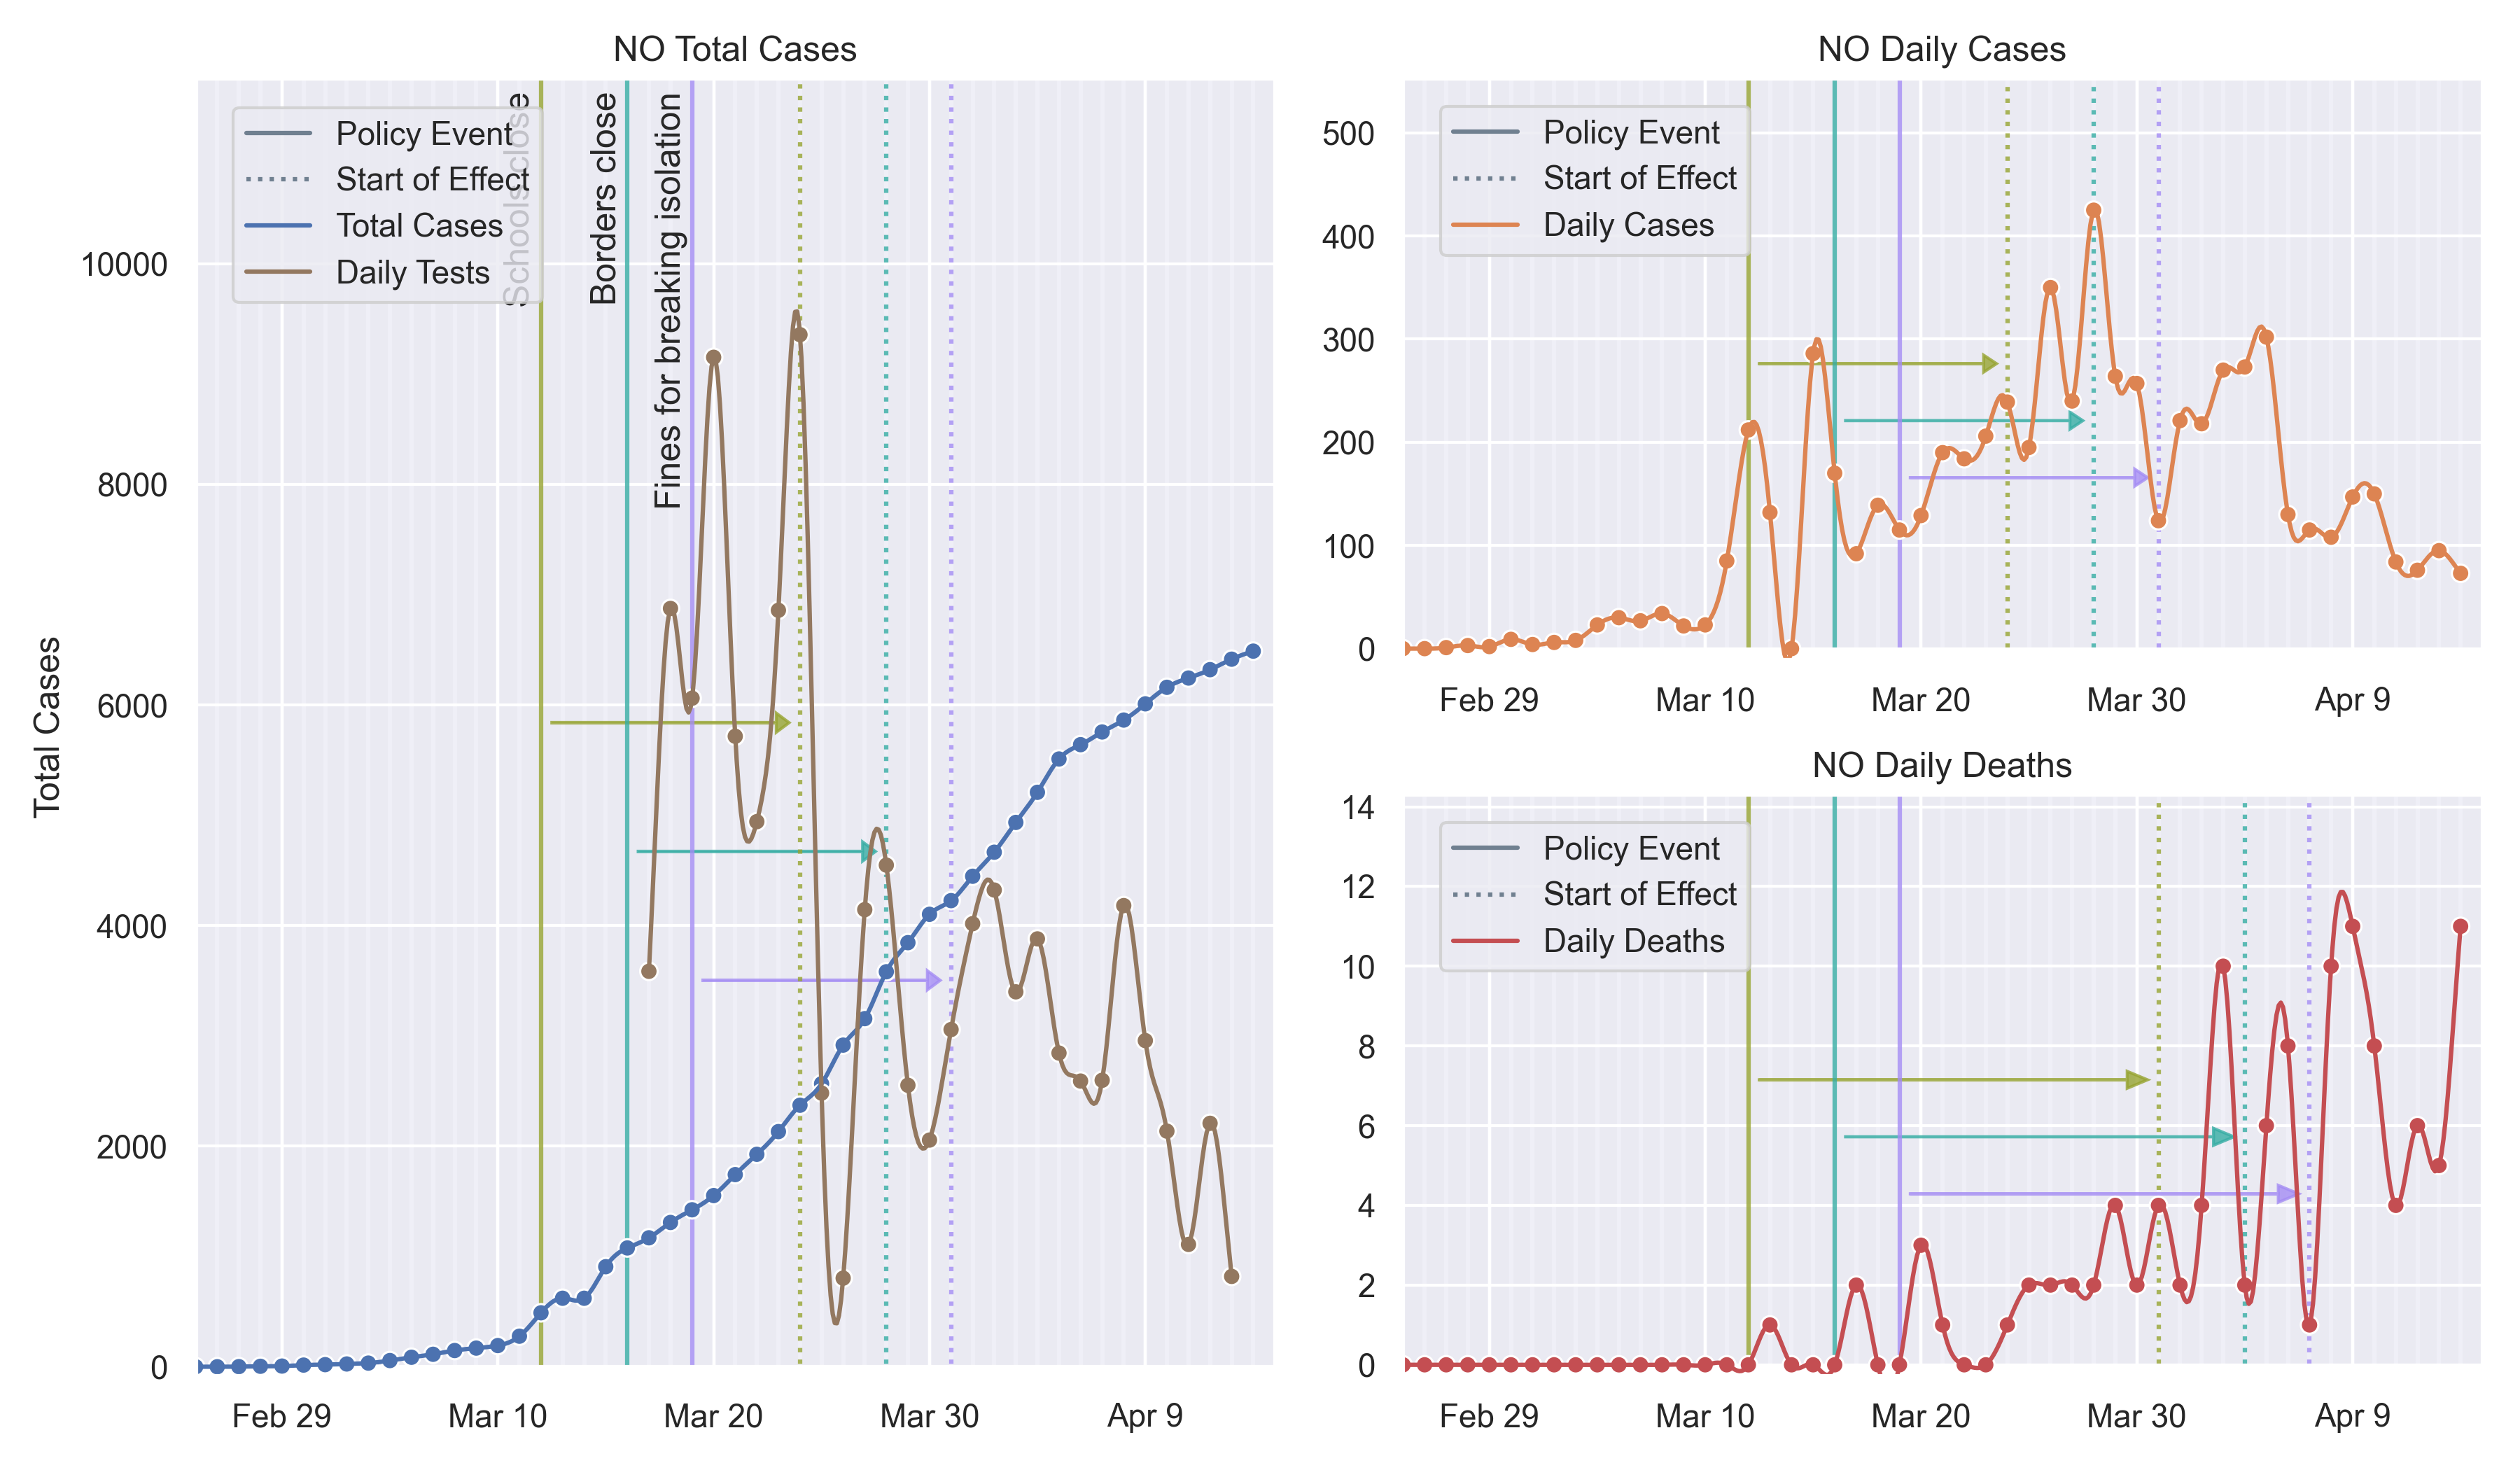 NO Total Cases
Policy Event
Start of Effect
Total Cases
Daily Tests
Schools close
Borders close
Fines for breaking isolation
Total Cases
10000
8000
6000
4000
2000
0
Feb 29
Mar 10
Mar 20
Mar 30
Apr 9
NO Daily Cases
Policy Event
Start of Effect
Daily Cases
500
400
300
200
100
0
Feb 29
Mar 10
Mar 20
Mar 30
Apr 9
NO Daily Deaths
Policy Event
Start of Effect
Daily Deaths
14
12
10
8
6
4
2
0
Feb 29
Mar 10
Mar 20
Mar 30
Apr 9